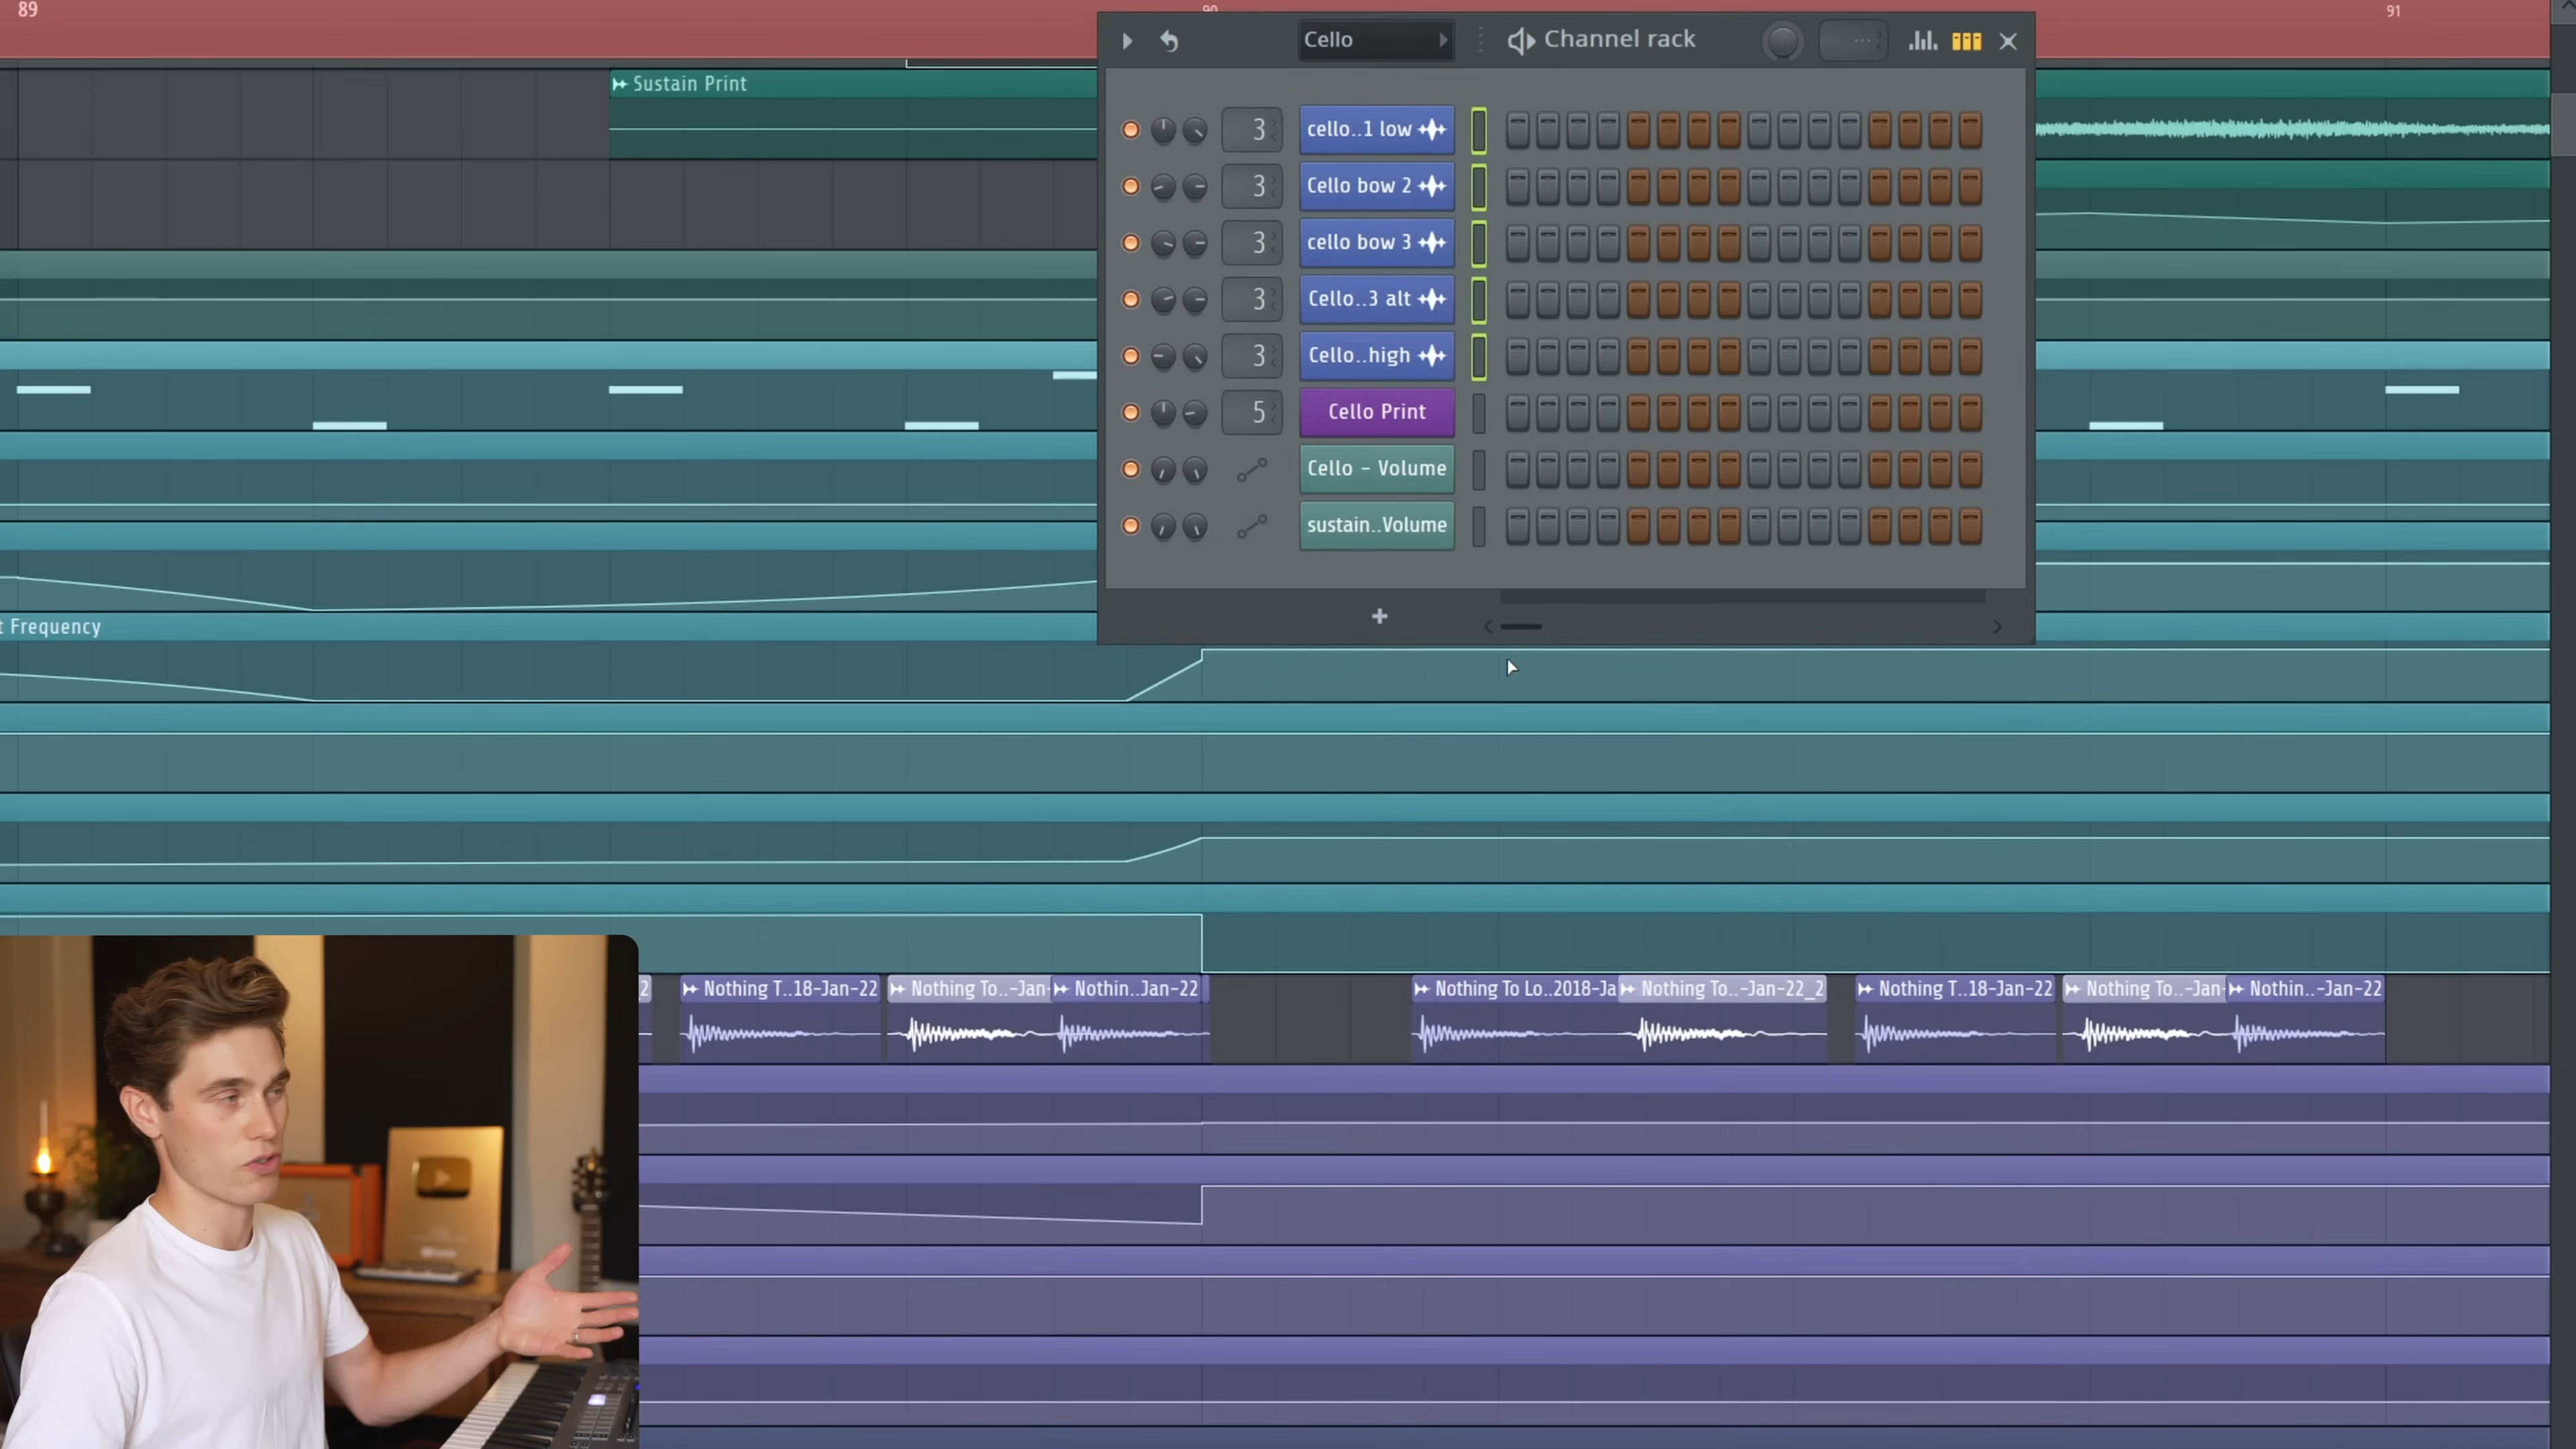 89
90
91
Cello
Channel rack
Sustain Print
3
cello..1 low
3
Cello bow 2
3
cello bow 3
3
Cello..3 alt
3
Cello..high
5
Cello Print
Cello - Volume
sustain..Volume
+
t Frequency
2
Nothing T..18-Jan-22
Nothing To..-Jan-
Nothin..Jan-22
Nothing To Lo..2018-Ja
Nothing To..-Jan-22_2
Nothing T..18-Jan-22
Nothing To..-Jan-
Nothin..-Jan-22